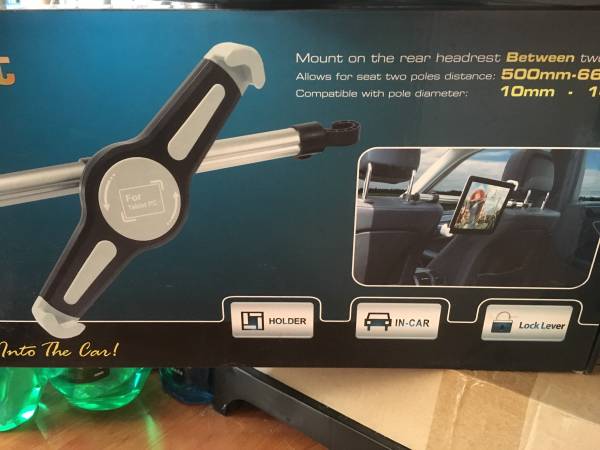 Mount on the rear headrest Between
Allows for seat two poles distance: 500mm-66
Compatible with pole diameter: 10mm - 1
For
Tablet PC
HOLDER
IN-CAR
Lock Lever
Into The Car!